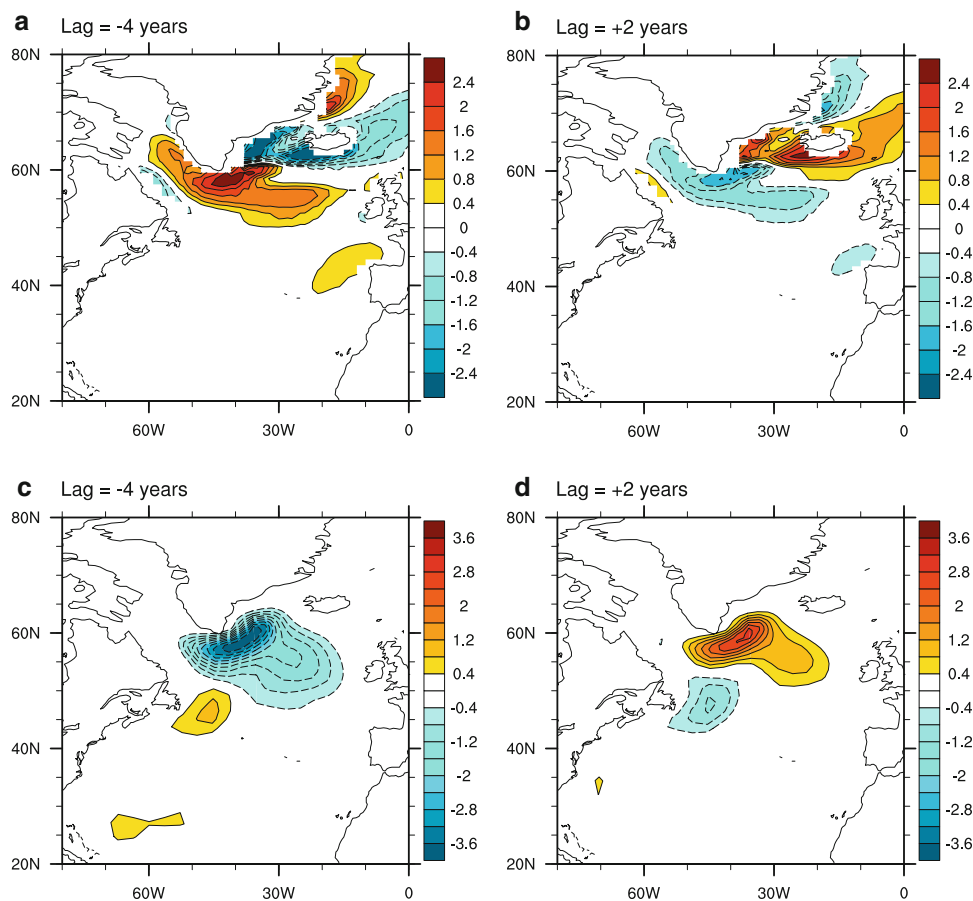 a Lag = -4 years
80N
60N
40N
20N
60W 30W 0
2.4
2
1.6
1.2
0.8
0.4
0
-0.4
-0.8
-1.2
-1.6
-2
-2.4
b Lag = +2 years
80N
60N
40N
20N
60W 30W 0
2.4
2
1.6
1.2
0.8
0.4
0
-0.4
-0.8
-1.2
-1.6
-2
-2.4
c Lag = -4 years
80N
60N
40N
20N
60W 30W 0
3.6
2.8
2
1.2
0.4
-0.4
-1.2
-2
-2.8
-3.6
d Lag = +2 years
80N
60N
40N
20N
60W 30W 0
3.6
2.8
2
1.2
0.4
-0.4
-1.2
-2
-2.8
-3.6